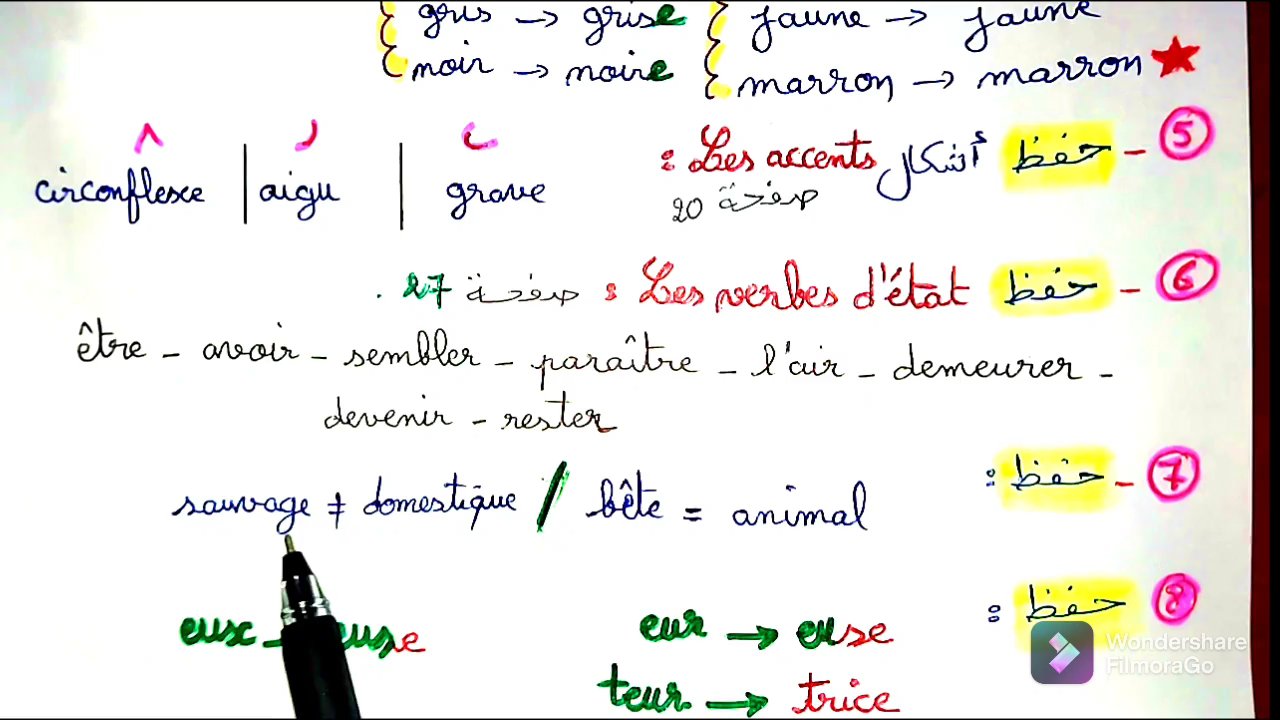 gris → grise jaune → jaune
noir → noire marron → marron
5 - حفظ أشكال Les accents :
صفحة 20
circonflexe | aigu | grave
6 - حفظ Les verbes d'état : صفحة 27 .
être - avoir - sembler - paraître - l'air - demeurer -
devenir - rester
7 - حفظ :
sauvage ≠ domestique / bête = animal
8 - حفظ :
eux euse eur → euse
teur → trice
Wondershare
FilmoraGo